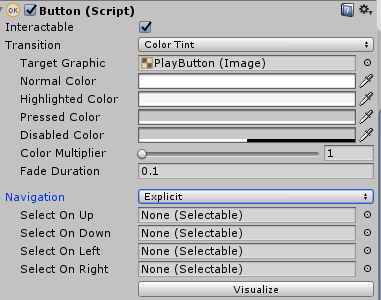 OK Button (Script)
Interactable
Transition Color Tint
Target Graphic PlayButton (Image)
Normal Color
Highlighted Color
Pressed Color
Disabled Color
Color Multiplier 1
Fade Duration 0.1
Navigation Explicit
Select On Up None (Selectable)
Select On Down None (Selectable)
Select On Left None (Selectable)
Select On Right None (Selectable)
Visualize